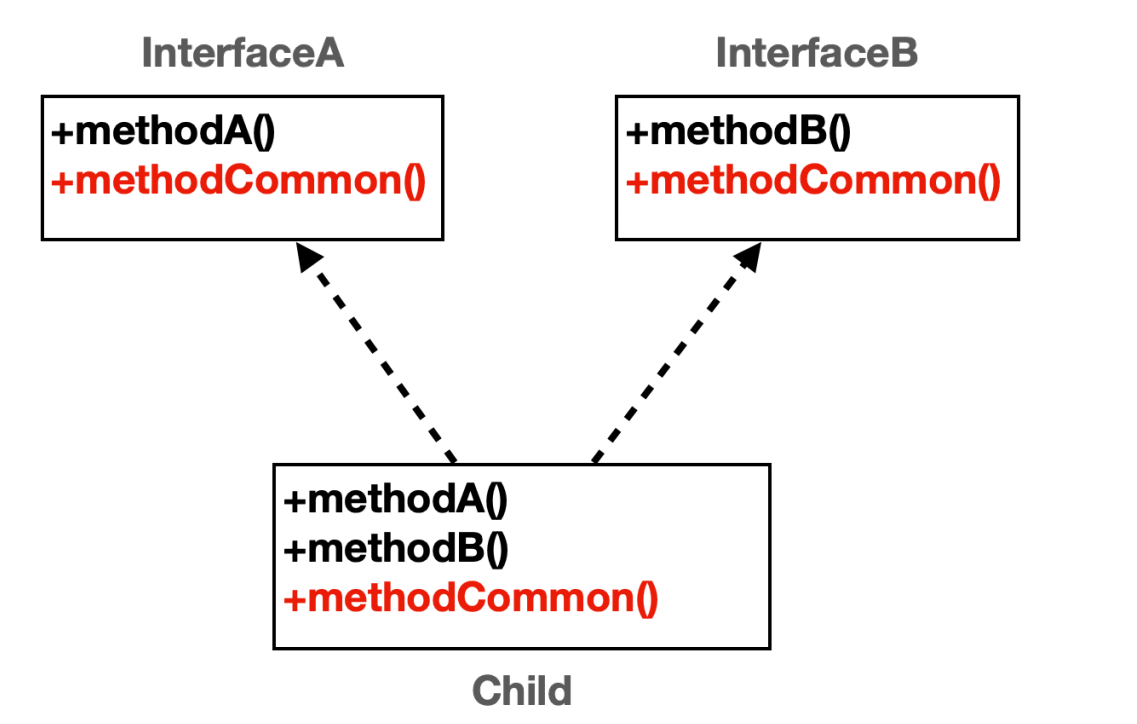 InterfaceA
+methodA()
+methodCommon()
InterfaceB
+methodB()
+methodCommon()
+methodA()
+methodB()
+methodCommon()
Child